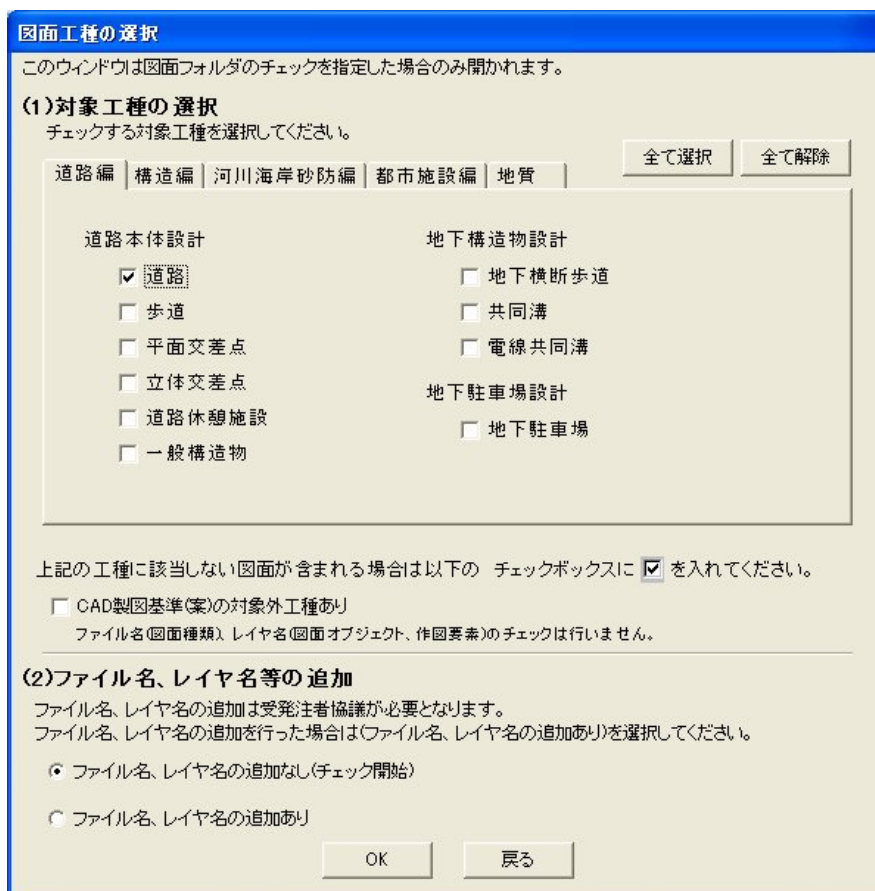 図面工種の選択
このウィンドウは図面フォルダのチェックを指定した場合のみ開かれます。
(1)対象工種の選択
チェックする対象工種を選択してください。
全て選択 全て解除
道路編 構造編 河川海岸砂防編 都市施設編 地質
道路本体設計
道路
歩道
平面交差点
立体交差点
道路休憩施設
一般構造物
地下構造物設計
地下横断歩道
共同溝
電線共同溝
地下駐車場設計
地下駐車場
上記の工種に該当しない図面が含まれる場合は以下の チェックボックスに を入れてください。
CAD製図基準(案)の対象外工種あり
ファイル名(図面種類)、レイヤ名(図面オブジェクト、作図要素)のチェックは行いません。
(2)ファイル名、レイヤ名等の追加
ファイル名、レイヤ名の追加は受発注者協議が必要となります。
ファイル名、レイヤ名の追加を行った場合は(ファイル名、レイヤ名の追加あり)を選択してください。
ファイル名、レイヤ名の追加なし(チェック開始)
ファイル名、レイヤ名の追加あり
OK 戻る